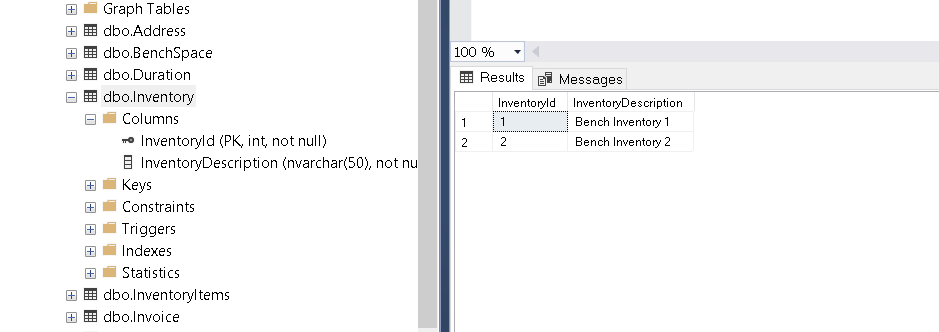 Graph Tables
dbo.Address
dbo.BenchSpace
dbo.Duration
dbo.Inventory
Columns
InventoryId (PK, int, not null)
InventoryDescription (nvarchar(50), not nu
Keys
Constraints
Triggers
Indexes
Statistics
dbo.InventoryItems
dbo.Invoice
100 %
Results Messages
InventoryId InventoryDescription
1 1 Bench Inventory 1
2 2 Bench Inventory 2